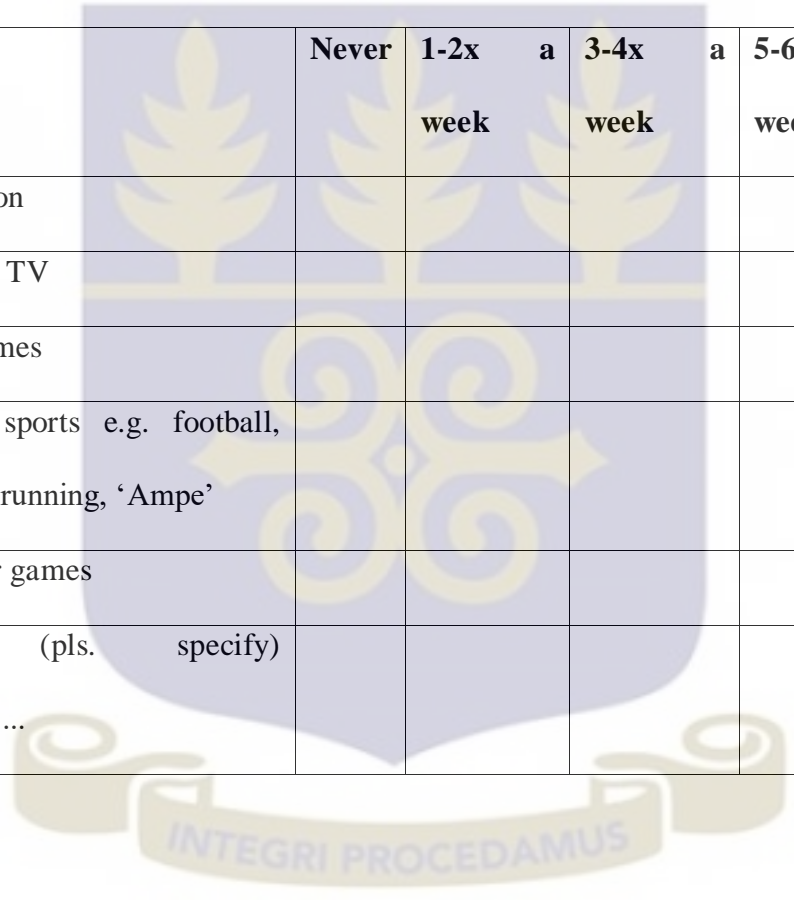 Never 1-2x a 3-4x a 5-6
week week wee
on
TV
mes
sports e.g. football,
running, ‘Ampe’
r games
(pls. specify)
...
INTEGRI PROCEDAMUS